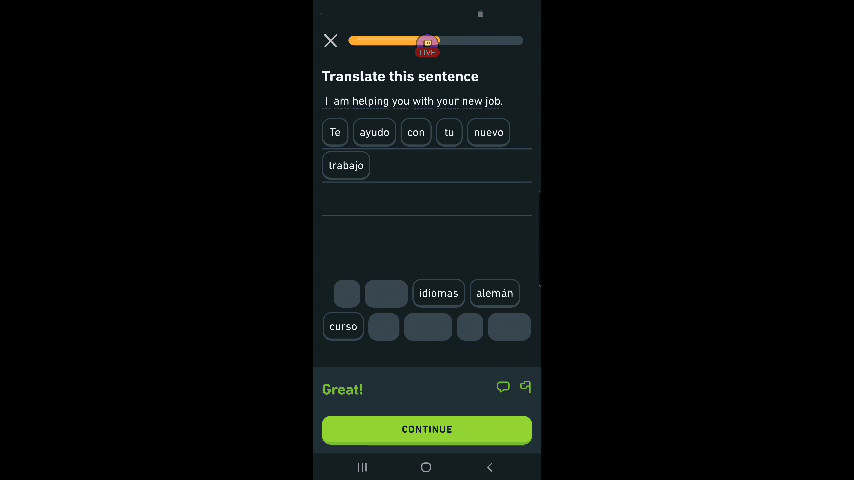 LIVE
Translate this sentence
I am helping you with your new job.
Te ayudo con tu nuevo
trabajo
idiomas alemán
curso
Great!
CONTINUE